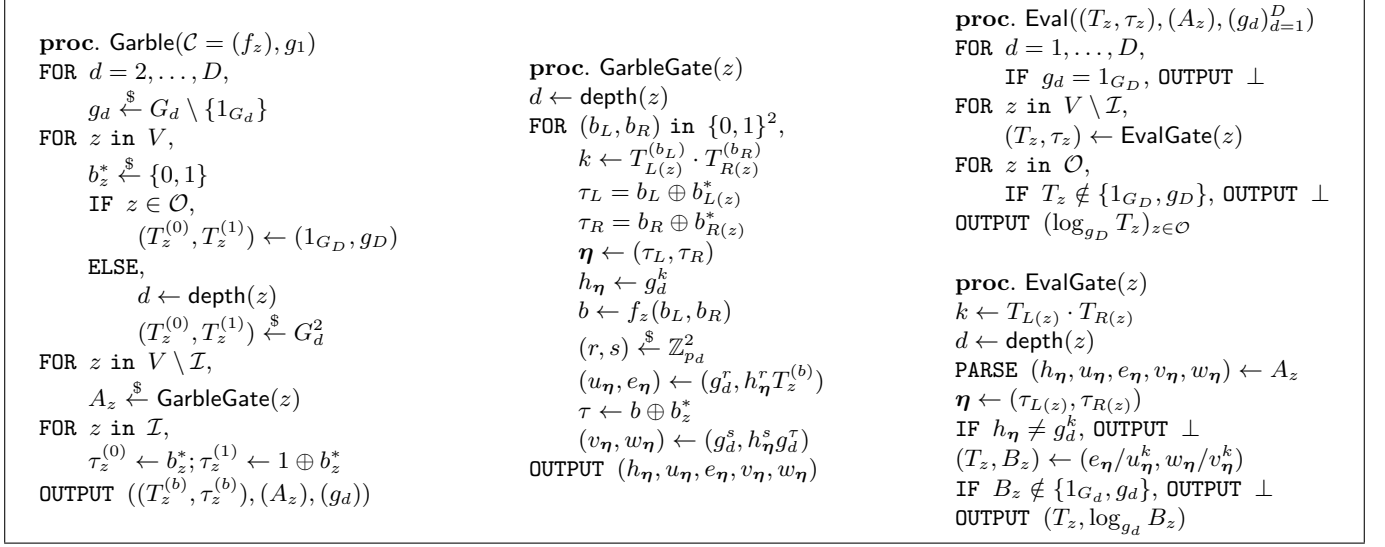 proc. Garble(𝒞 = (f_z), g_1)
FOR d = 2, …, D,
g_d ←$ G_d \ {1_{G_d}}
FOR z in V,
b_z^* ←$ {0, 1}
IF z ∈ 𝒪,
(T_z^{(0)}, T_z^{(1)}) ← (1_{G_D}, g_D)
ELSE,
d ← depth(z)
(T_z^{(0)}, T_z^{(1)}) ←$ G_d^2
FOR z in V \ ℐ,
A_z ←$ GarbleGate(z)
FOR z in ℐ,
τ_z^{(0)} ← b_z^*; τ_z^{(1)} ← 1 ⊕ b_z^*
OUTPUT ((T_z^{(b)}, τ_z^{(b)}), (A_z), (g_d))
proc. GarbleGate(z)
d ← depth(z)
FOR (b_L, b_R) in {0, 1}^2,
k ← T_{L(z)}^{(b_L)} · T_{R(z)}^{(b_R)}
τ_L = b_L ⊕ b_{L(z)}^*
τ_R = b_R ⊕ b_{R(z)}^*
η ← (τ_L, τ_R)
h_η ← g_d^k
b ← f_z(b_L, b_R)
(r, s) ←$ ℤ_{p_d}^2
(u_η, e_η) ← (g_d^r, h_η^r T_z^{(b)})
τ ← b ⊕ b_z^*
(v_η, w_η) ← (g_d^s, h_η^s g_d^τ)
OUTPUT (h_η, u_η, e_η, v_η, w_η)
proc. Eval((T_z, τ_z), (A_z), (g_d)_{d=1}^D)
FOR d = 1, …, D,
IF g_d = 1_{G_D}, OUTPUT ⊥
FOR z in V \ ℐ,
(T_z, τ_z) ← EvalGate(z)
FOR z in 𝒪,
IF T_z ∉ {1_{G_D}, g_D}, OUTPUT ⊥
OUTPUT (log_{g_D} T_z)_{z∈𝒪}
proc. EvalGate(z)
k ← T_{L(z)} · T_{R(z)}
d ← depth(z)
PARSE (h_η, u_η, e_η, v_η, w_η) ← A_z
η ← (τ_{L(z)}, τ_{R(z)})
IF h_η ≠ g_d^k, OUTPUT ⊥
(T_z, B_z) ← (e_η/u_η^k, w_η/v_η^k)
IF B_z ∉ {1_{G_d}, g_d}, OUTPUT ⊥
OUTPUT (T_z, log_{g_d} B_z)